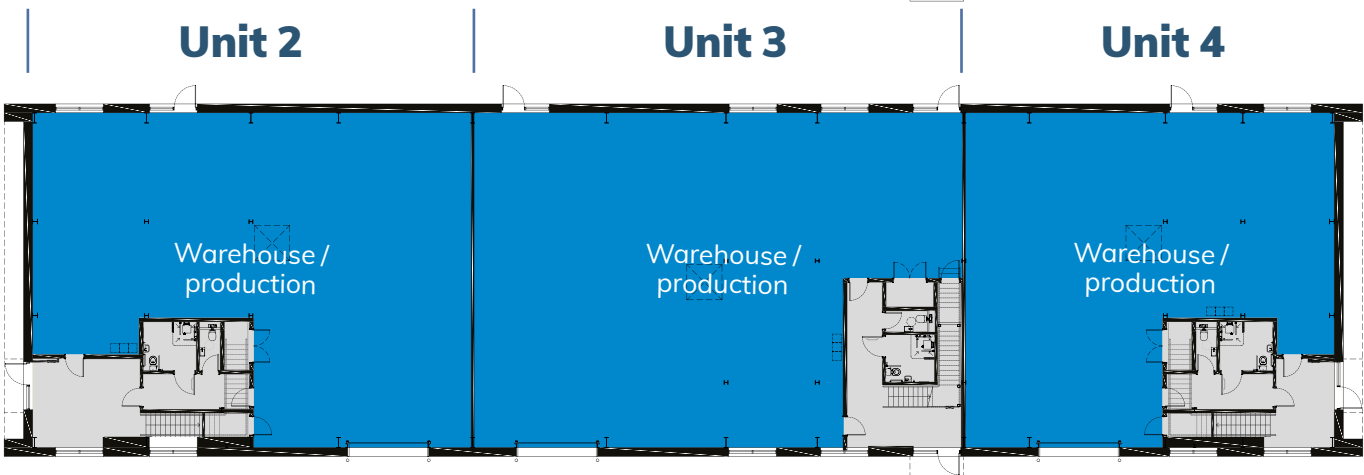 Unit 2
Unit 3
Unit 4
Warehouse /
production
Warehouse /
production
Warehouse /
production